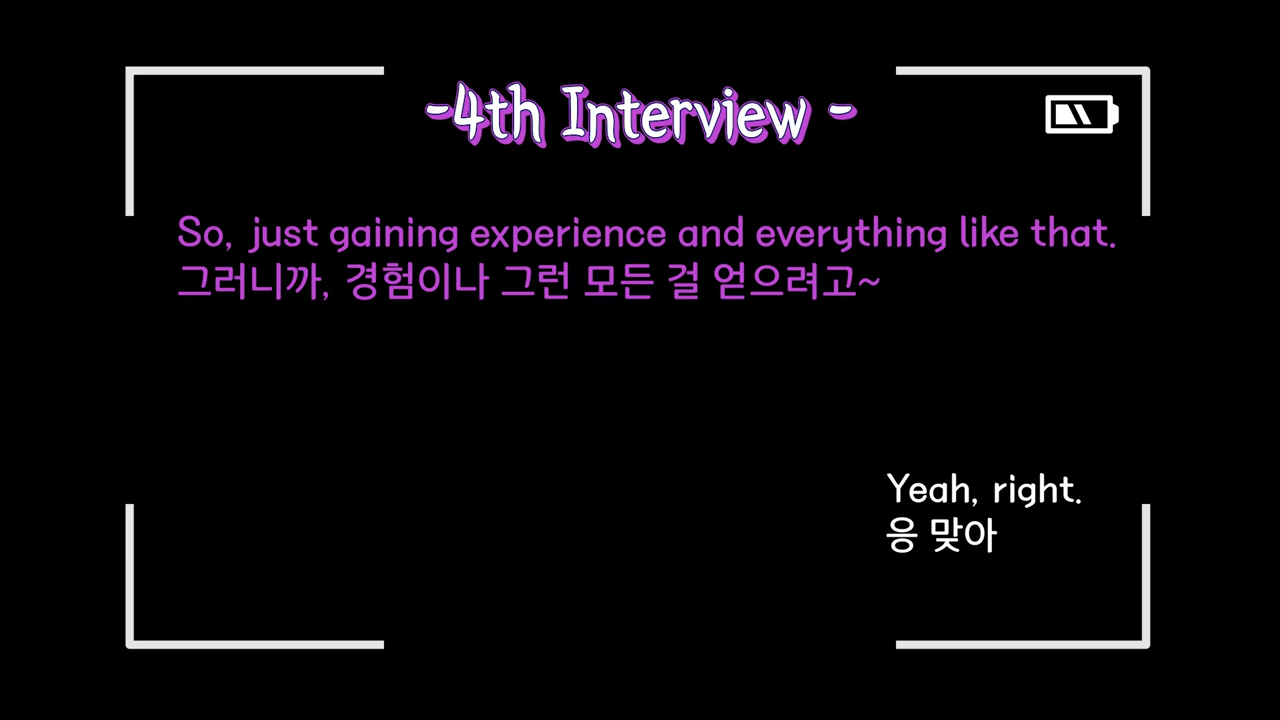 -4th Interview -
So, just gaining experience and everything like that.
그러니까, 경험이나 그런 모든 걸 얻으려고~
Yeah, right.
응 맞아